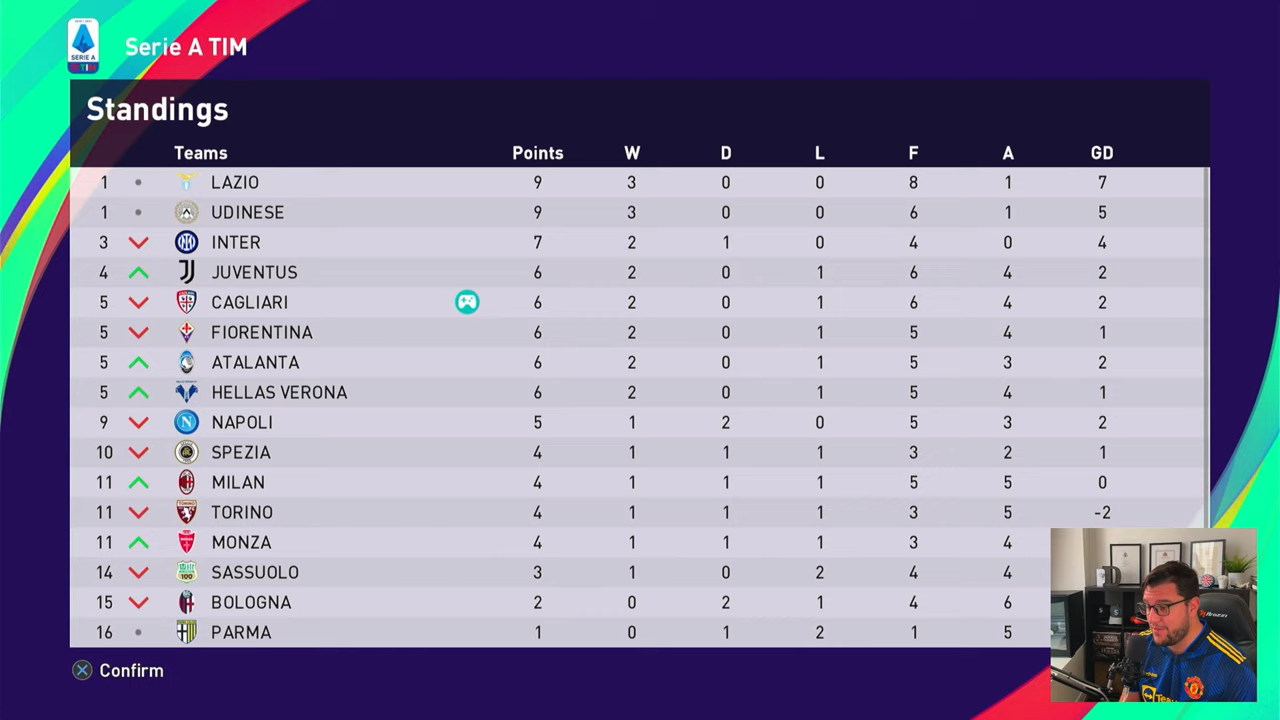 SERIE A
Serie A TIM
Standings
Teams Points W D L F A GD
1 LAZIO 9 3 0 0 8 1 7
1 UDINESE 9 3 0 0 6 1 5
3 INTER 7 2 1 0 4 0 4
4 JUVENTUS 6 2 0 1 6 4 2
5 CAGLIARI 6 2 0 1 6 4 2
5 FIORENTINA 6 2 0 1 5 4 1
5 ATALANTA 6 2 0 1 5 3 2
5 HELLAS VERONA 6 2 0 1 5 4 1
9 NAPOLI 5 1 2 0 5 3 2
10 SPEZIA 4 1 1 1 3 2 1
11 MILAN 4 1 1 1 5 5 0
11 TORINO 4 1 1 1 3 5 -2
11 MONZA 4 1 1 1 3 4
14 SASSUOLO 3 1 0 2 4 4
15 BOLOGNA 2 0 2 1 4 6
16 PARMA 1 0 1 2 1 5
Confirm